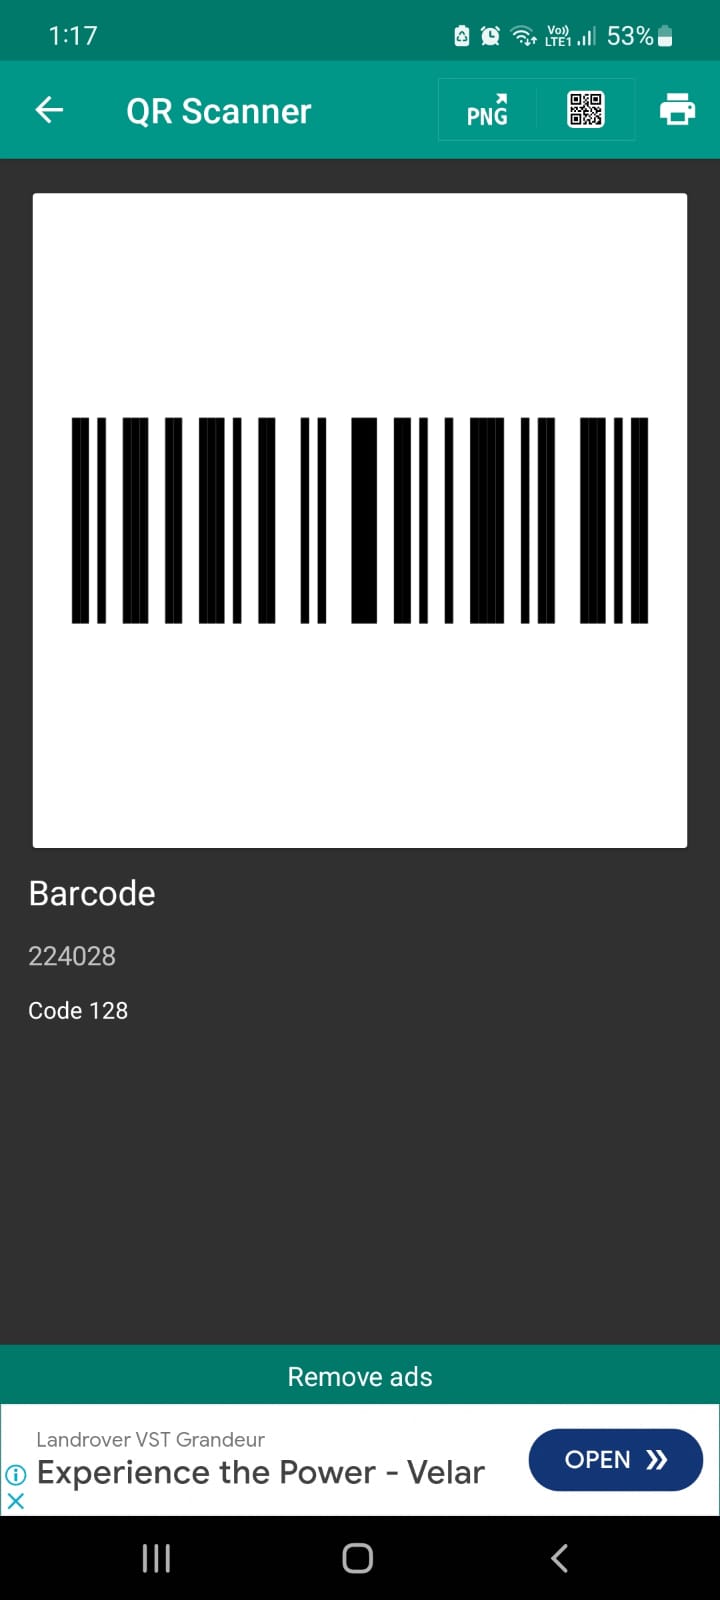 1:17
Vo))
LTE1
53%
QR Scanner
PNG
Barcode
224028
Code 128
Remove ads
Landrover VST Grandeur
Experience the Power - Velar
OPEN